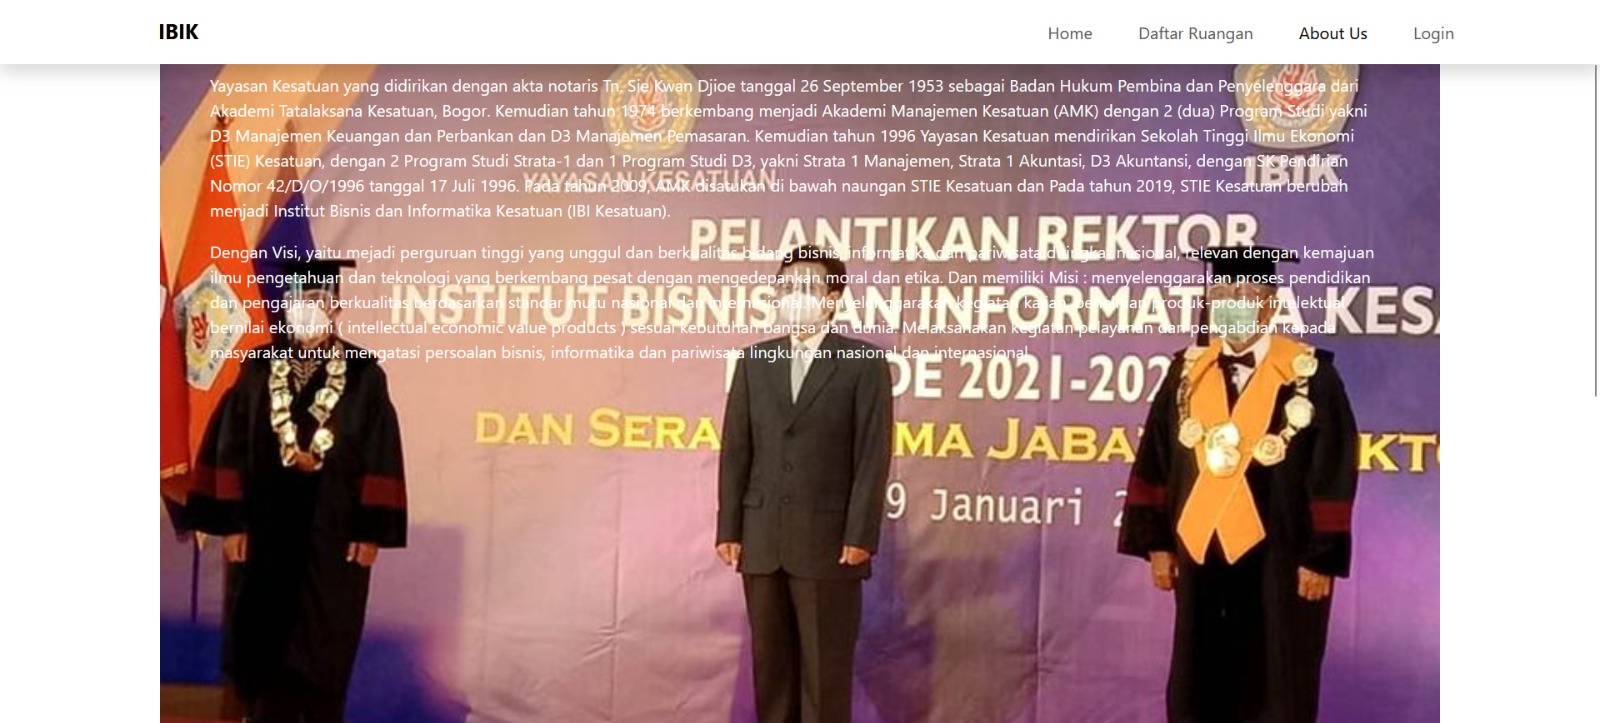 IBIK
Home Daftar Ruangan About Us Login
Yayasan Kesatuan yang didirikan dengan akta notaris Tn. Sie Kwan Djioe tanggal 26 September 1953 sebagai Badan Hukum Pembina dan Penyelenggara dari
Akademi Tatalaksana Kesatuan, Bogor. Kemudian tahun 1974 berkembang menjadi Akademi Manajemen Kesatuan (AMK) dengan 2 (dua) Program Studi yakni
D3 Manajemen Keuangan dan Perbankan dan D3 Manajemen Pemasaran. Kemudian tahun 1996 Yayasan Kesatuan mendirikan Sekolah Tinggi Ilmu Ekonomi
(STIE) Kesatuan, dengan 2 Program Studi Strata-1 dan 1 Program Studi D3, yakni Strata 1 Manajemen, Strata 1 Akuntasi, D3 Akuntansi, dengan SK Pendirian
Nomor 42/D/O/1996 tanggal 17 Juli 1996. Pada tahun 2009, AMK disatukan di bawah naungan STIE Kesatuan dan Pada tahun 2019, STIE Kesatuan berubah
menjadi Institut Bisnis dan Informatika Kesatuan (IBI Kesatuan).
Dengan Visi, yaitu mejadi perguruan tinggi yang unggul dan berkualitas bidang bisnis, informatika dan pariwisata ditingkat nasional, relevan dengan kemajuan
ilmu pengetahuan dan teknologi yang berkembang pesat dengan mengedepankan moral dan etika. Dan memiliki Misi : menyelenggarakan proses pendidikan
dan pengajaran berkualitas berdasarkan standar mutu nasional dan internasional. Menyelenggarakan kegiatan kajian, penelitian produk-produk intelektual
bernilai ekonomi ( intellectual economic value products ) sesuai kebutuhan bangsa dan dunia. Melaksanakan kegiatan pelayanan dan pengabdian kepada
masyarakat untuk mengatasi persoalan bisnis, informatika dan pariwisata lingkungan nasional dan internasional.
YAYASAN KESATUAN
IBIK
PELANTIKAN REKTOR
INSTITUT BISNIS DAN INFORMATIKA KESA
DE 2021-202
DAN SERA MA JABA KT
9 Januari 2